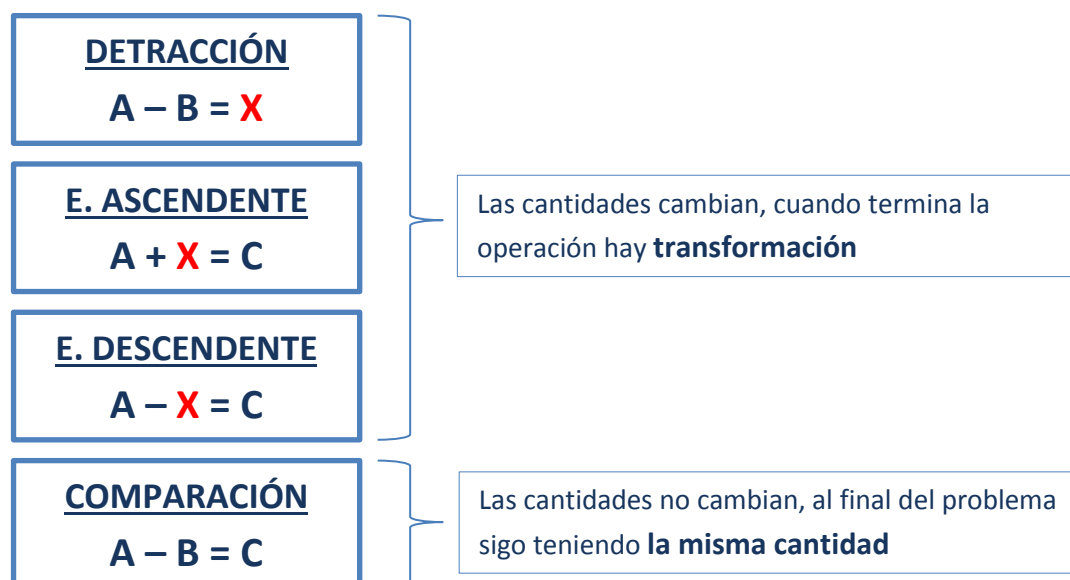 DETRACCIÓN
A – B = X
E. ASCENDENTE
A + X = C
Las cantidades cambian, cuando termina la
operación hay transformación
E. DESCENDENTE
A – X = C
COMPARACIÓN
A – B = C
Las cantidades no cambian, al final del problema
sigo teniendo la misma cantidad